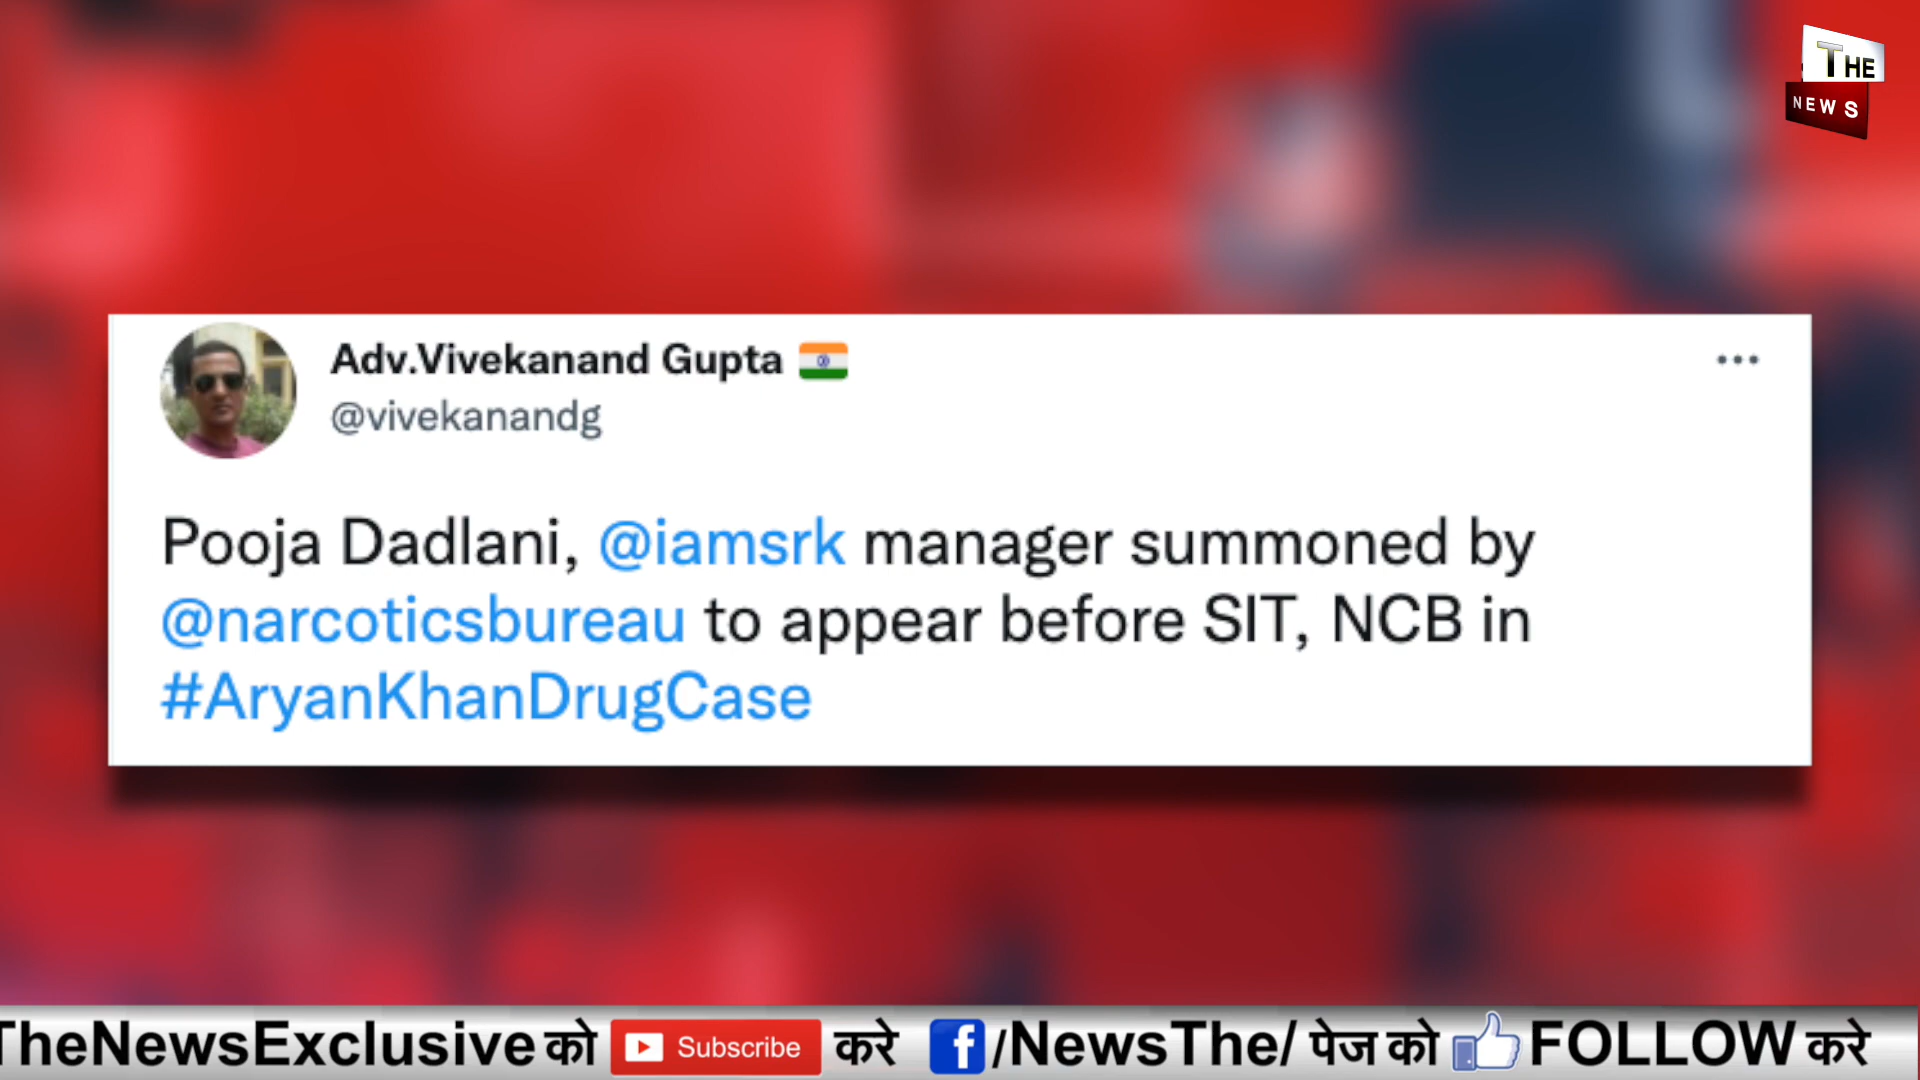 THE
NEWS
Adv.Vivekanand Gupta 🇮🇳
@vivekanandg
Pooja Dadlani, @iamsrk manager summoned by
@narcoticsbureau to appear before SIT, NCB in
#AryanKhanDrugCase
TheNewsExclusive को Subscribe करे f/NewsThe/ पेज को FOLLOW करे